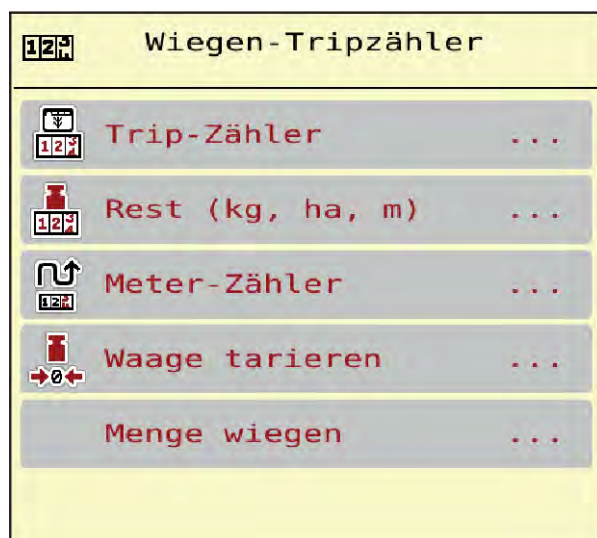 Wiegen-Tripzähler
Trip-Zähler ...
Rest (kg, ha, m) ...
Meter-Zähler ...
Waage tarieren ...
Menge wiegen ...